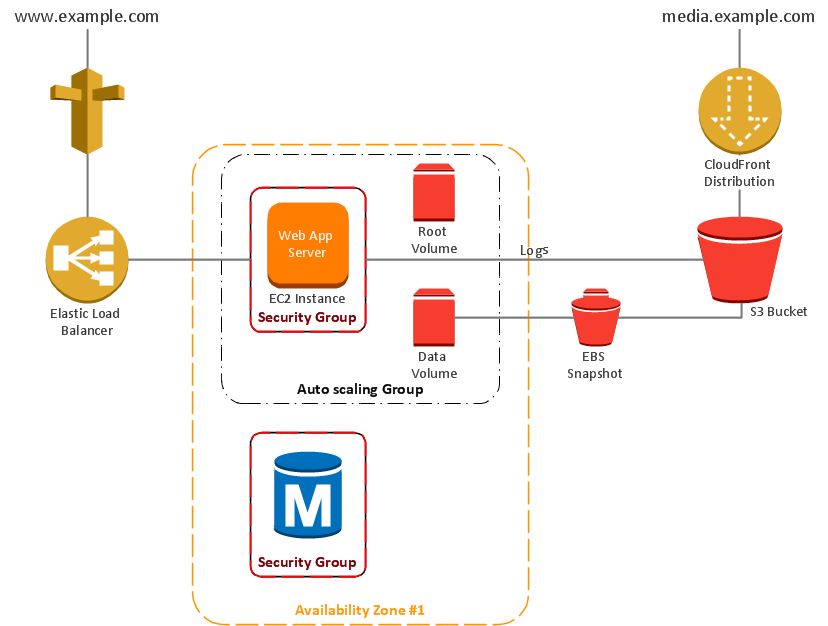 www.example.com
media.example.com
CloudFront
Distribution
Web App
Server
Root
Volume
Logs
EC2 Instance
Security Group
Elastic Load
Balancer
S3 Bucket
Data
Volume
EBS
Snapshot
Auto scaling Group
M
Security Group
Availability Zone #1